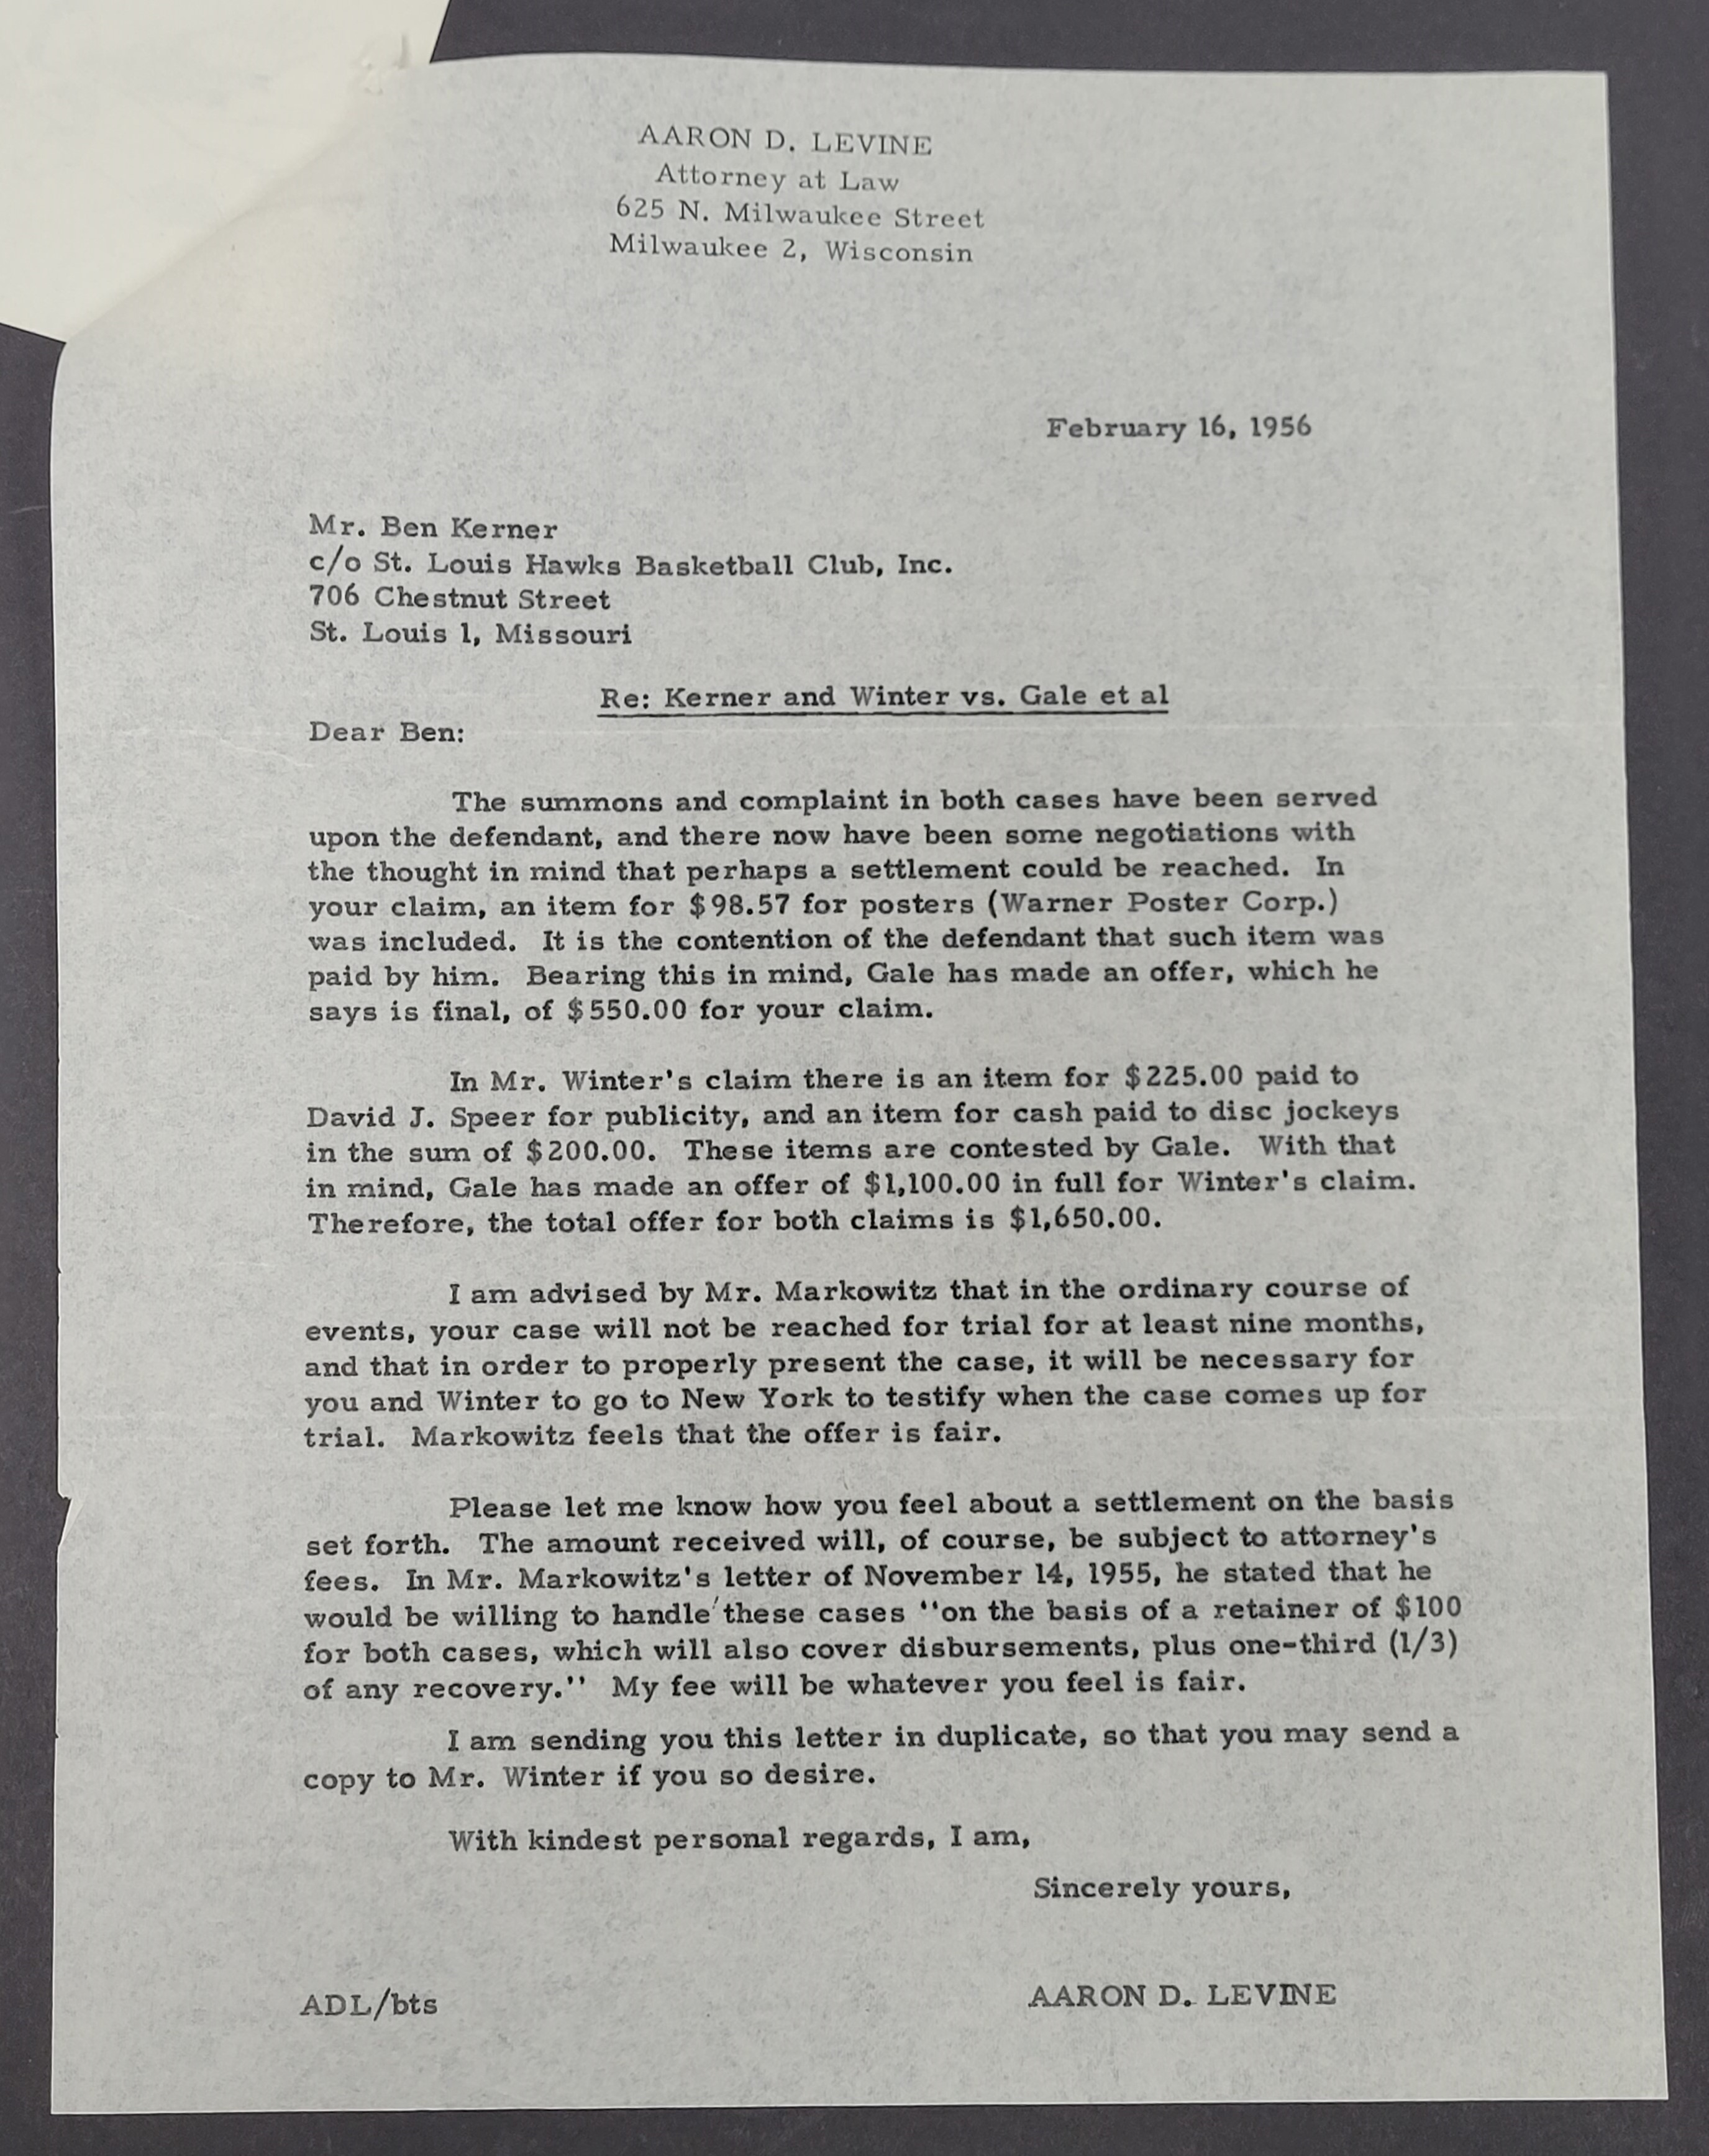 AARON D. LEVINE
Attorney at Law
625 N. Milwaukee Street
Milwaukee 2, Wisconsin
February 16, 1956
Mr. Ben Kerner
c/o St. Louis Hawks Basketball Club, Inc.
706 Chestnut Street
St. Louis 1, Missouri
Re: Kerner and Winter vs. Gale et al
Dear Ben:
The summons and complaint in both cases have been served
upon the defendant, and there now have been some negotiations with
the thought in mind that perhaps a settlement could be reached. In
your claim, an item for $98.57 for posters (Warner Poster Corp.)
was included. It is the contention of the defendant that such item was
paid by him. Bearing this in mind, Gale has made an offer, which he
says is final, of $550.00 for your claim.
In Mr. Winter's claim there is an item for $225.00 paid to
David J. Speer for publicity, and an item for cash paid to disc jockeys
in the sum of $200.00. These items are contested by Gale. With that
in mind, Gale has made an offer of $1,100.00 in full for Winter's claim.
Therefore, the total offer for both claims is $1,650.00.
I am advised by Mr. Markowitz that in the ordinary course of
events, your case will not be reached for trial for at least nine months,
and that in order to properly present the case, it will be necessary for
you and Winter to go to New York to testify when the case comes up for
trial. Markowitz feels that the offer is fair.
Please let me know how you feel about a settlement on the basis
set forth. The amount received will, of course, be subject to attorney's
fees. In Mr. Markowitz's letter of November 14, 1955, he stated that he
would be willing to handle these cases "on the basis of a retainer of $100
for both cases, which will also cover disbursements, plus one-third (1/3)
of any recovery." My fee will be whatever you feel is fair.
I am sending you this letter in duplicate, so that you may send a
copy to Mr. Winter if you so desire.
With kindest personal regards, I am,
Sincerely yours,
ADL/bts
AARON D. LEVINE